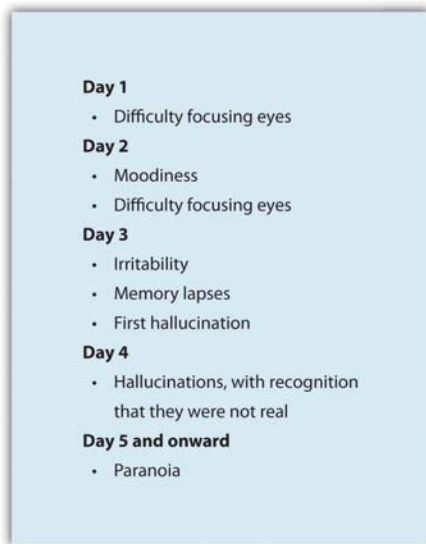 Day 1
• Difficulty focusing eyes
Day 2
• Moodiness
• Difficulty focusing eyes
Day 3
• Irritability
• Memory lapses
• First hallucination
Day 4
• Hallucinations, with recognition
that they were not real
Day 5 and onward
• Paranoia